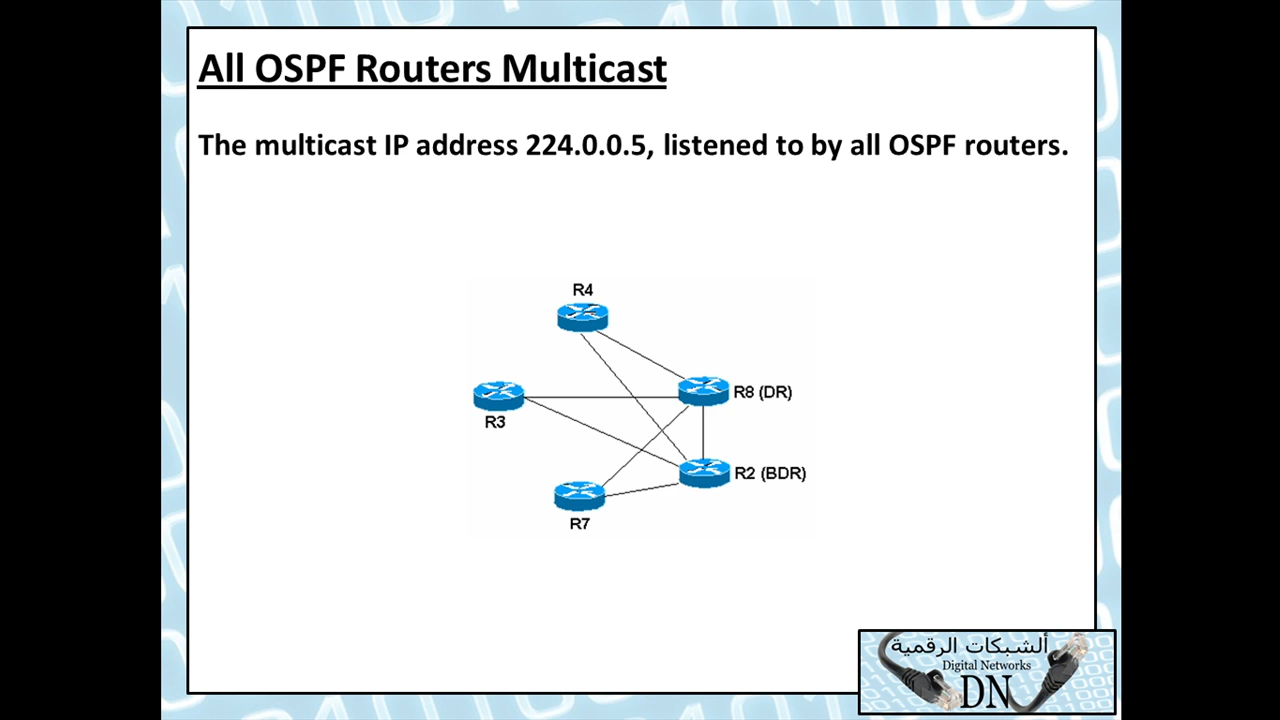 All OSPF Routers Multicast
The multicast IP address 224.0.0.5, listened to by all OSPF routers.
R4
R8 (DR)
R3
R2 (BDR)
R7
ألشبكات الرقمية
Digital Networks
DN